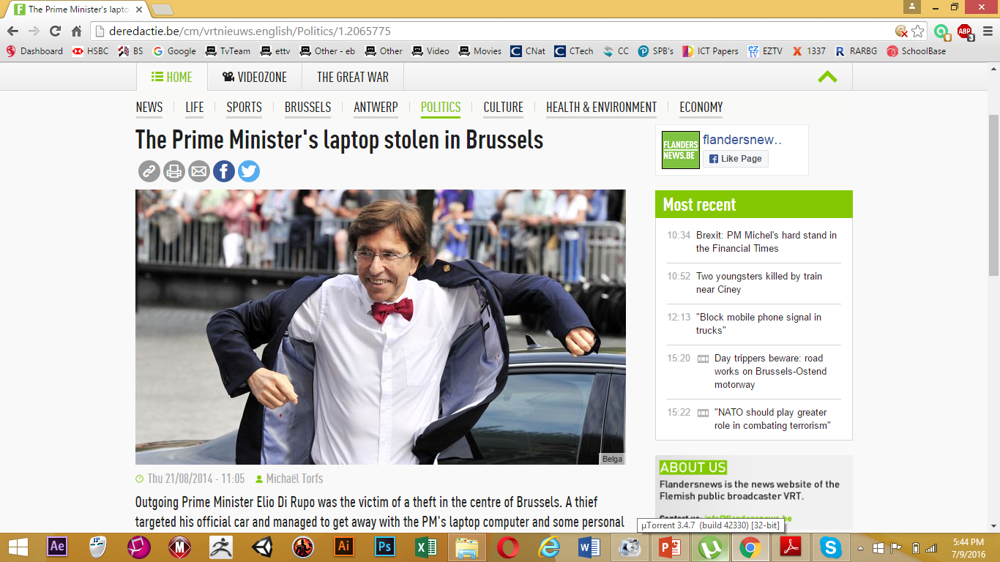 The Prime Minister's lapto
deredactie.be/cm/vrtnieuws.english/Politics/1.2065775
6
ABP
3
Dashboard HSBC BS Google TvTeam ettv Other - eb Other Video Movies CNat CTech CC SPB's ICT Papers EZTV 1337 RARBG SchoolBase
HOME VIDEOZONE THE GREAT WAR
NEWS LIFE SPORTS BRUSSELS ANTWERP POLITICS CULTURE HEALTH & ENVIRONMENT ECONOMY
The Prime Minister's laptop stolen in Brussels
Belga
Thu 21/08/2014 - 11:05 Michaël Torfs
Outgoing Prime Minister Elio Di Rupo was the victim of a theft in the centre of Brussels. A thief
targeted his official car and managed to get away with the PM's laptop computer and some personal
FLANDERS
NEWS.BE
flandersnew..
Like Page
Most recent
10:34 Brexit: PM Michel's hard stand in
the Financial Times
10:52 Two youngsters killed by train
near Ciney
12:13 "Block mobile phone signal in
trucks"
15:20 Day trippers beware: road
works on Brussels-Ostend
motorway
15:22 "NATO should play greater
role in combating terrorism"
ABOUT US
Flandersnews is the news website of the
Flemish public broadcaster VRT.
Contact us: info@flandersnews.be
µTorrent 3.4.7 (build 42330) [32-bit]
Ae
IP
Ai
Ps
5:44 PM
7/9/2016